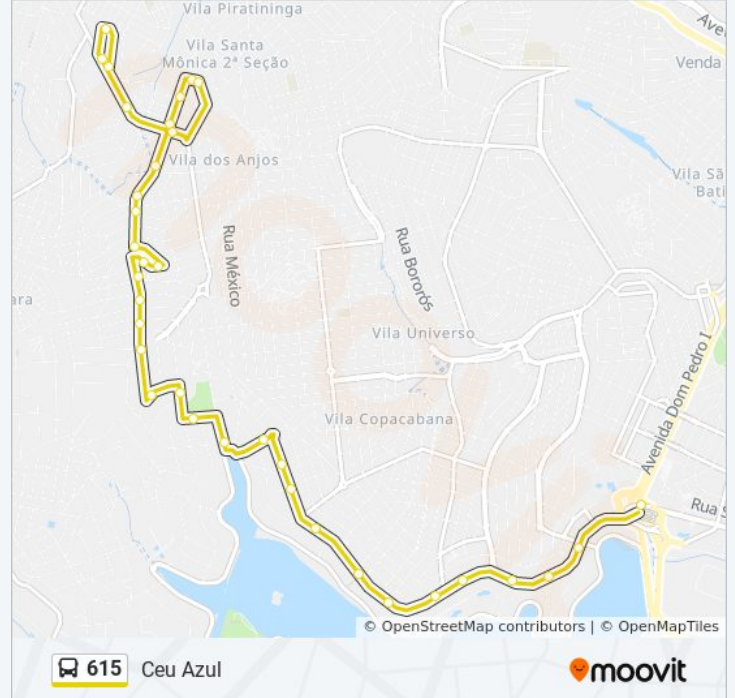 Vila Piratininga
Ave
Vila Santa
Mônica 2ª Seção
Venda
Vila dos Anjos
Vila Sã
Bati
Rua México
Rua Bororós
ara
Vila Universo
Avenida Dom Pedro I
Vila Copacabana
Rua S
© OpenStreetMap contributors | © OpenMapTiles
615 Ceu Azul
moovit